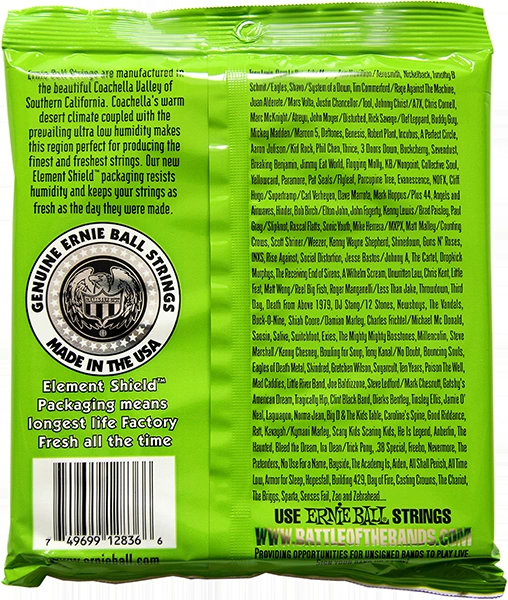 Ernie Ball Strings are manufactured in
the beautiful Coachella Valley of
Southern California. Coachella's warm
desert climate coupled with the
prevailing ultra low humidity makes
this region perfect for producing the
finest and freshest strings. Our new
Element Shield™ packaging resists
humidity and keeps your strings as
fresh as the day they were made.
GENUINE ERNIE BALL STRINGS
MADE IN THE USA
Element Shield™
Packaging means
longest life Factory
Fresh all the time
7 49699 12836 6
www.ernieball.com
Aerosmith, Nickelback, Timothy B
Schmit/Eagles, Shavo/System of a Down, Tim Commerford/Rage Against The Machine,
Juan Alderete/Mars Volta, Justin Chancellor/Tool, Johnny Christ/A7X, Chris Cornell,
Marc McKnight/Atreyu, John Moyer/Disturbed, Rick Savage/Def Leppard, Buddy Guy,
Mickey Madden/Maroon 5, Deftones, Genesis, Robert Plant, Incubus, A Perfect Circle,
Aaron Julison/Kid Rock, Phil Chen, Thrice, 3 Doors Down, Buckcherry, Sevendust,
Breaking Benjamin, Jimmy Eat World, Flogging Molly, KB/Nonpoint, Collective Soul,
Yellowcard, Paramore, Pat Seals/Flyleaf, Porcupine Tree, Evanescence, NOFX, Cliff
Hugo/Supertramp/Carl Verheyen, Dave Marrota, Mark Hoppus/Plus 44, Angels and
Airwaves, Hinder, Bob Birch/Elton John, John Fogerty, Kenny Lewis/Brad Paisley, Paul
Gray/Slipknot, Rascal Flatts, Sonic Youth, Mike Herrera/MXPX, Matt Malley/Counting
Crows, Scott Shriner/Weezer, Kenny Wayne Shepherd, Shinedown, Guns N' Roses,
INXS, Rise Against, Social Distortion, Jesse Bastos/Johnny A, The Cartel, Dropkick
Murphys, The Receiving End of Sirens, A Wilhelm Scream, Unwritten Law, Chris Kent, Little
Feat, Matt Wong/Reel Big Fish, Roger Manganelli/Less Than Jake, Throwdown, Third
Day, Death From Above 1979, DJ Stang/12 Stones, Newsboys, The Vandals,
Buck-O-Nine, Shiah Coore/Damian Marley, Charles Frichtel/Michael Mc Donald,
Saosin, Saliva, Switchfoot, Exies, The Mighty Mighty Bosstones, Millencolin, Steve
Marshall/Kenny Chesney, Bowling for Soup, Tony Kanal/No Doubt, Bouncing Souls,
Eagles of Death Metal, Skindred, Gretchen Wilson, Sugarcult, Ten Years, Poison The Well,
Mad Caddies, Little River Band, Joe Baldizzone, Steve Ledford/Mark Chesnutt, Gatsby's
American Dream, Tragically Hip, Clint Black Band, Dierks Bentley, Tinsley Ellis, Jamie O'
Neal, Lagwagon, Norma Jean, Big D & The Kids Table, Caroline's Spine, Good Riddance,
Ratt, Kavayah/Kymani Marley, Scary Kids Scaring Kids, He Is Legend, Anberlin, The
Haunted, Bleed the Dream, Ira Dean/Trick Pony, .38 Special, Freebo, Nevermore, The
Pretenders, No Use For a Name, Bayside, The Academy Is, Aiden, All Shall Perish, All Time
Low, Armor for Sleep, Hopesfall, Building 429, Day of Fire, Casting Crowns, The Chariot,
The Briggs, Sparta, Senses Fail, Zao and Zebrahead....
USE ERNIE BALL STRINGS
WWW.BATTLEOFTHEBANDS.COM
PROVIDING OPPORTUNITIES FOR UNSIGNED BANDS TO PLAY LIVE